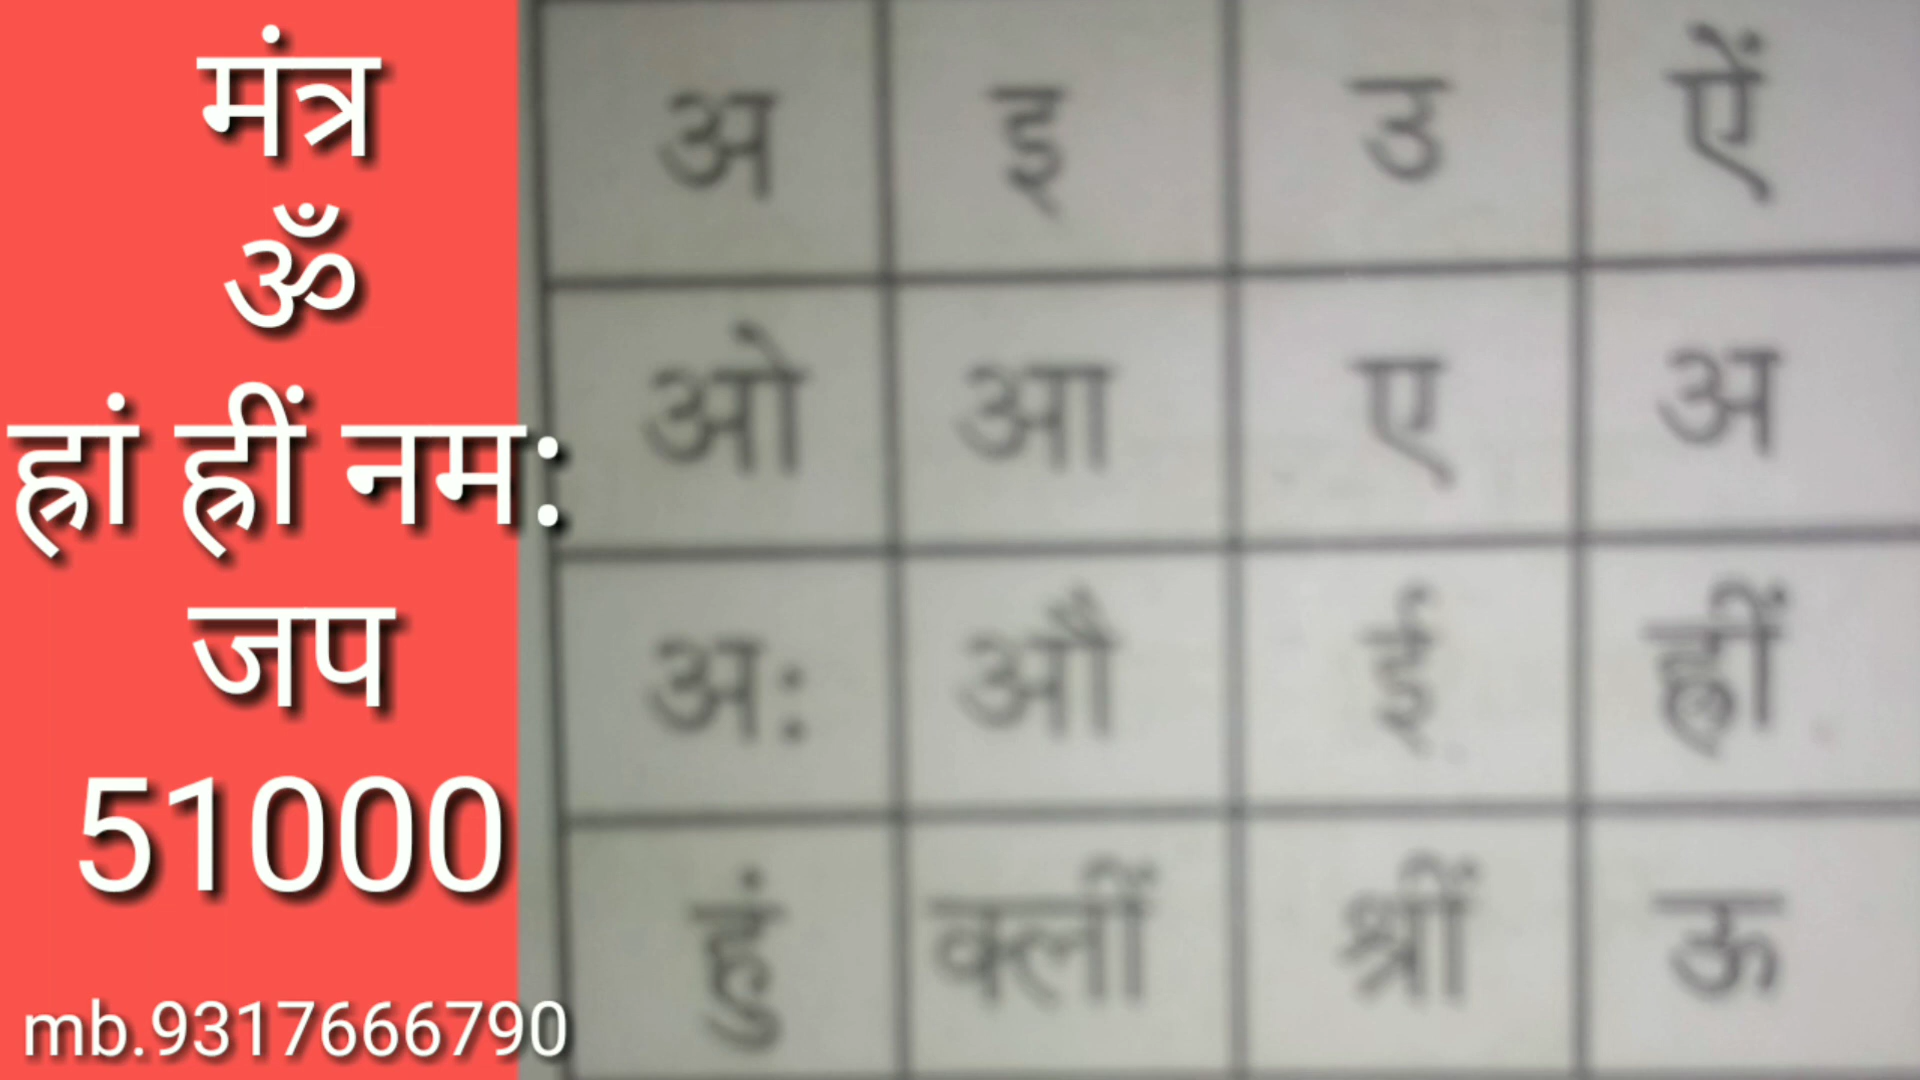 मंत्र
ॐ
ह्रां ह्रीं नम:
जप
51000
mb.9317666790
अ इ उ ऐं
ओ आ ए अ
अः औ ई ह्रीं
हुं क्लीं श्रीं ऊ